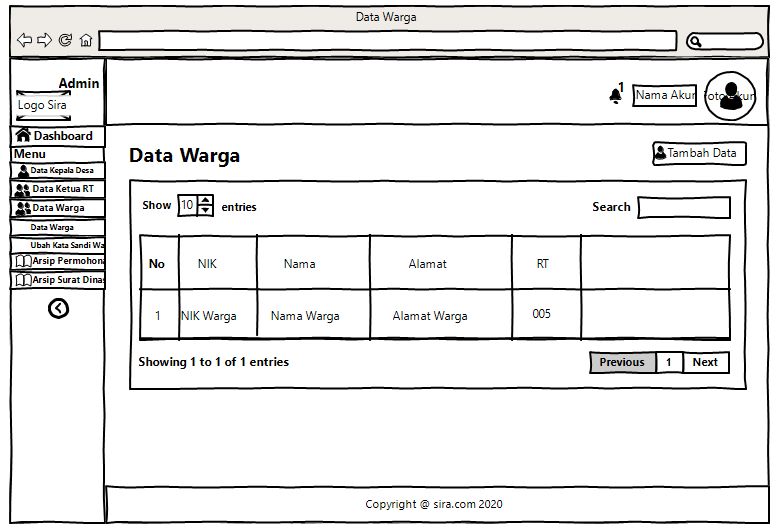 Data Warga
Admin
Logo Sira
1
Nama Akun
Dashboard
Menu
Data Kepala Desa
Data Ketua RT
Data Warga
Data Warga
Ubah Kata Sandi Wa
Arsip Permohona
Arsip Surat Dinas
Data Warga
Tambah Data
Show 10 entries
Search
No NIK Nama Alamat RT
1 NIK Warga Nama Warga Alamat Warga 005
Showing 1 to 1 of 1 entries
Previous 1 Next
Copyright @ sira.com 2020